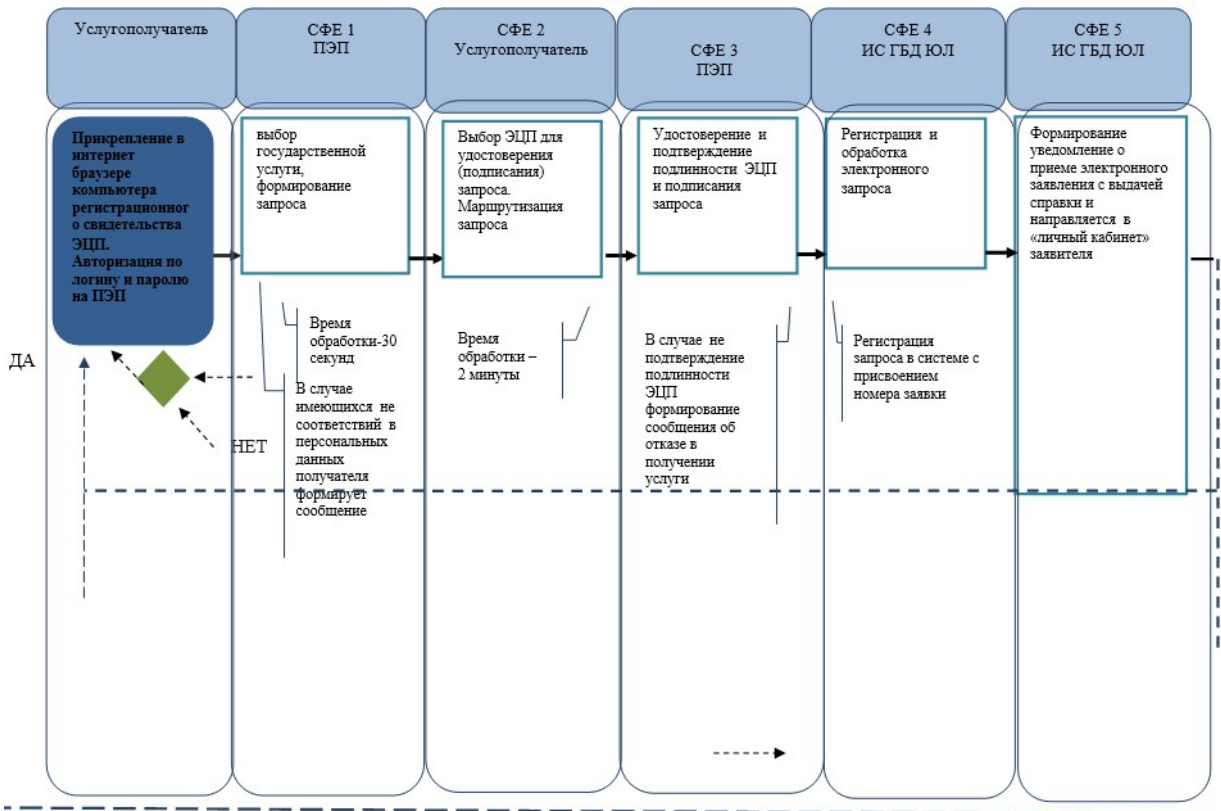 Услугополучатель
СФЕ 1
ПЭП
СФЕ 2
Услугополучатель
СФЕ 3
ПЭП
СФЕ 4
ИС ГБД ЮЛ
СФЕ 5
ИС ГБД ЮЛ
Прикрепление в
интернет
браузере
компьютера
регистрационног
о свидетельства
ЭЦП.
Авторизация по
логину и паролю
на ПЭП
выбор
государственной
услуги,
формирование
запроса
Выбор ЭЦП для
удостоверения
(подписания)
запроса.
Маршрутизация
запроса
Удостоверение и
подтверждение
подлинности ЭЦП
и подписания
запроса
Регистрация и
обработка
электронного
запроса
Формирование
уведомление о
приеме электронного
заявления с выдачей
справки и
направляется в
«личный кабинет»
заявителя
ДА
НЕТ
Время
обработки-30
секунд
В случае
имеющихся не
соответствий в
персональных
данных
получателя
формирует
сообщение
Время
обработки –
2 минуты
В случае не
подтверждение
подлинности
ЭЦП
формирование
сообщения об
отказе в
получении
услуги
Регистрация
запроса в системе с
присвоением
номера заявки